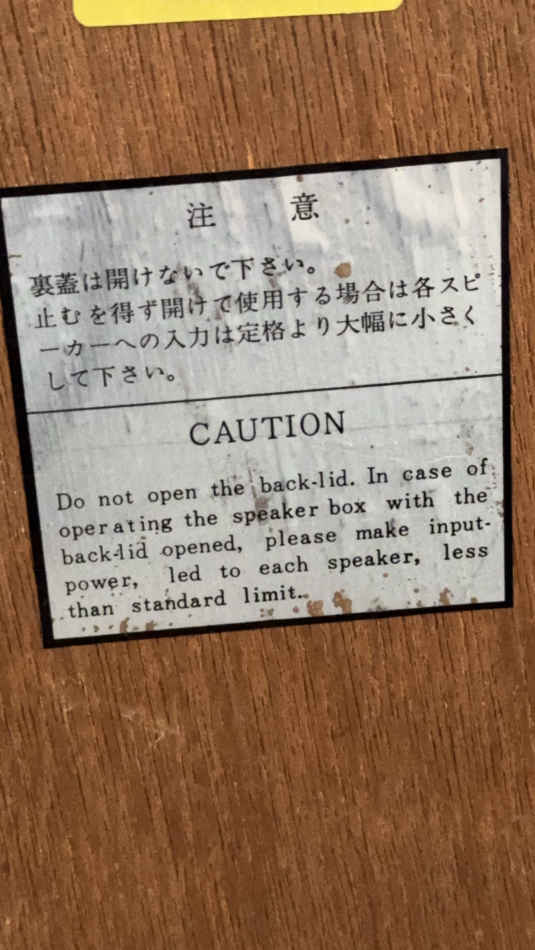 注 意
裏蓋は開けないで下さい。
止むを得ず開けて使用する場合は各スピ
ーカーへの入力は定格より大幅に小さく
して下さい。
CAUTION
Do not open the back-lid. In case of
operating the speaker box with the
back-lid opened, please make input-
power, led to each speaker, less
than standard limit.